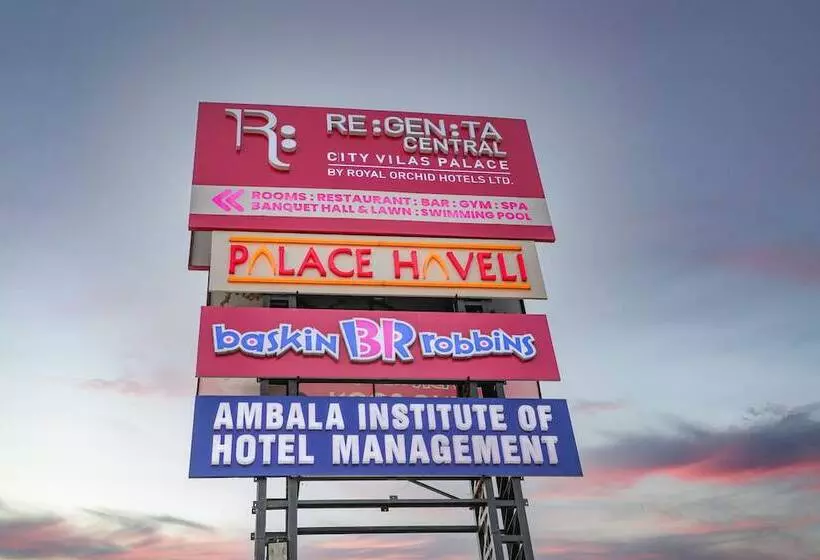 R:
RE:GEN:TA
CENTRAL
CITY VILAS PALACE
BY ROYAL ORCHID HOTELS LTD.
ROOMS : RESTAURANT : BAR : GYM : SPA
BANQUET HALL & LAWN : SWIMMING POOL
PALACE HAVELI
baskin BR robbins
AMBALA INSTITUTE OF
HOTEL MANAGEMENT